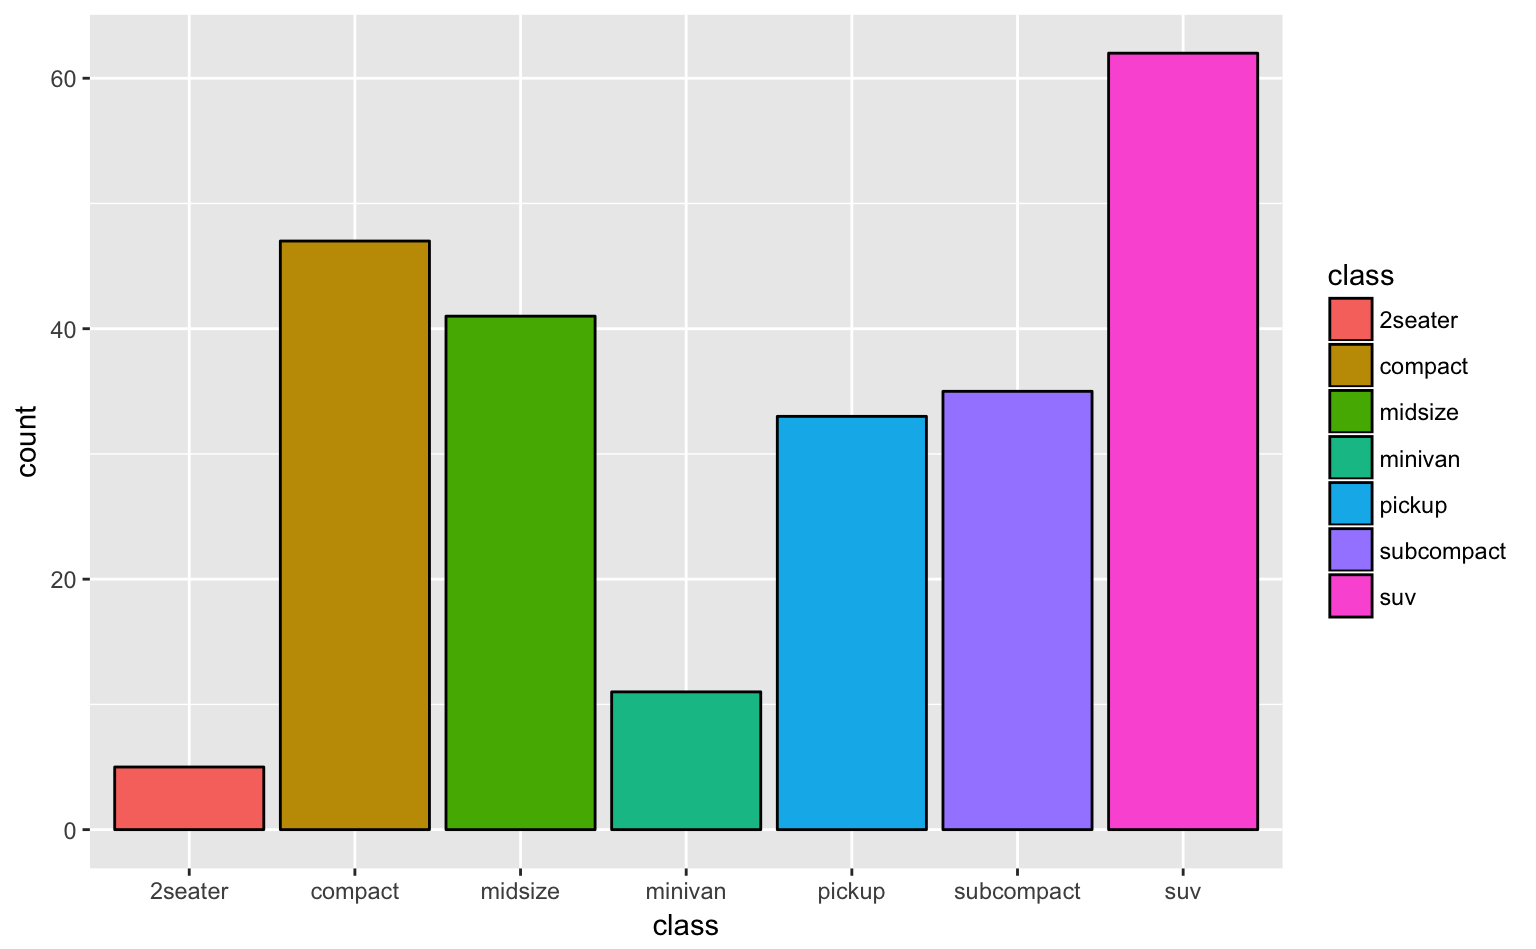 60
40
20
0
count
2seater
compact
midsize
minivan
pickup
subcompact
suv
class
class
2seater
compact
midsize
minivan
pickup
subcompact
suv